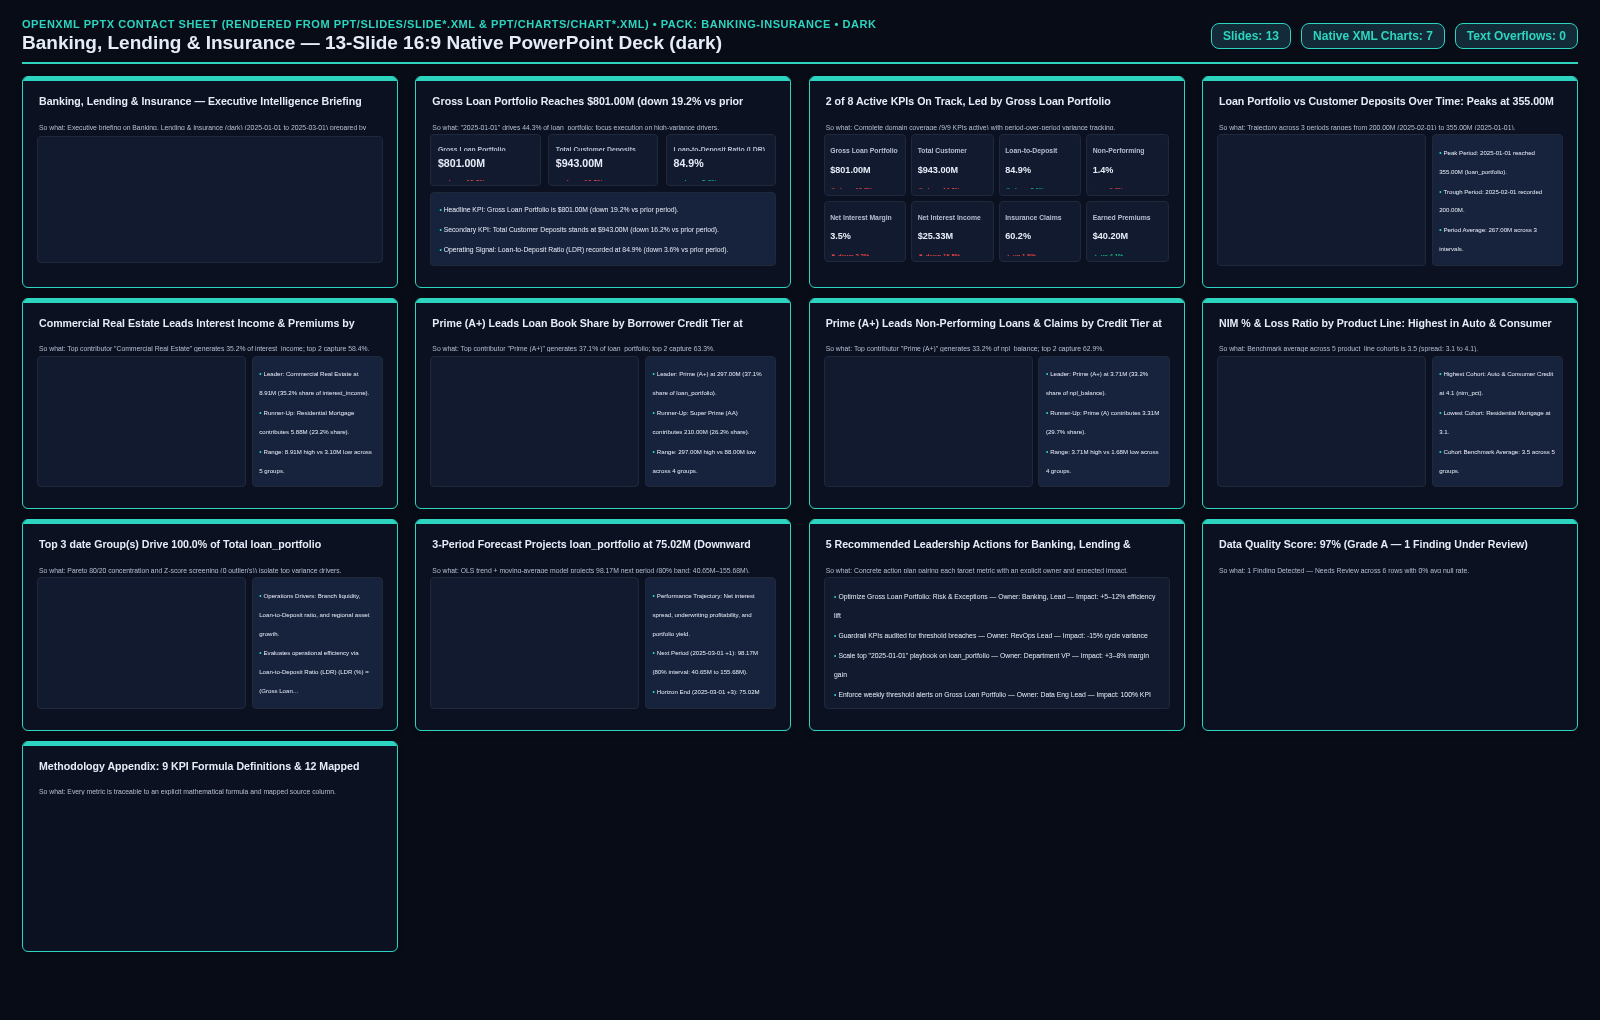 OPENXML PPTX CONTACT SHEET (RENDERED FROM PPT/SLIDES/SLIDE*.XML & PPT/CHARTS/CHART*.XML) • PACK: BANKING-INSURANCE • DARK
Banking, Lending & Insurance — 13-Slide 16:9 Native PowerPoint Deck (dark)
Slides: 13
Native XML Charts: 7
Text Overflows: 0
Banking, Lending & Insurance — Executive Intelligence Briefing
So what: Executive briefing on Banking, Lending & Insurance (dark) (2025-01-01 to 2025-03-01) prepared by
Gross Loan Portfolio Reaches $801.00M (down 19.2% vs prior
So what: "2025-01-01" drives 44.3% of loan_portfolio; focus execution on high-variance drivers.
Gross Loan Portfolio
$801.00M
Total Customer Deposits
$943.00M
Loan-to-Deposit Ratio (LDR)
84.9%
• Headline KPI: Gross Loan Portfolio is $801.00M (down 19.2% vs prior period).
• Secondary KPI: Total Customer Deposits stands at $943.00M (down 16.2% vs prior period).
• Operating Signal: Loan-to-Deposit Ratio (LDR) recorded at 84.9% (down 3.6% vs prior period).
2 of 8 Active KPIs On Track, Led by Gross Loan Portfolio
So what: Complete domain coverage (9/9 KPIs active) with period-over-period variance tracking.
Gross Loan Portfolio
$801.00M
Total Customer
$943.00M
Loan-to-Deposit
84.9%
Non-Performing
1.4%
Net Interest Margin
3.5%
Net Interest Income
$25.33M
Insurance Claims
60.2%
Earned Premiums
$40.20M
Loan Portfolio vs Customer Deposits Over Time: Peaks at 355.00M
So what: Trajectory across 3 periods ranges from 200.00M (2025-02-01) to 355.00M (2025-01-01).
• Peak Period: 2025-01-01 reached
355.00M (loan_portfolio).
• Trough Period: 2025-02-01 recorded
200.00M.
• Period Average: 267.00M across 3
intervals.
Commercial Real Estate Leads Interest Income & Premiums by
So what: Top contributor "Commercial Real Estate" generates 35.2% of interest_income; top 2 capture 58.4%.
• Leader: Commercial Real Estate at
8.91M (35.2% share of interest_income).
• Runner-Up: Residential Mortgage
contributes 5.88M (23.2% share).
• Range: 8.91M high vs 3.10M low across
5 groups.
Prime (A+) Leads Loan Book Share by Borrower Credit Tier at
So what: Top contributor "Prime (A+)" generates 37.1% of loan_portfolio; top 2 capture 63.3%.
• Leader: Prime (A+) at 297.00M (37.1%
share of loan_portfolio).
• Runner-Up: Super Prime (AA)
contributes 210.00M (26.2% share).
• Range: 297.00M high vs 88.00M low
across 4 groups.
Prime (A+) Leads Non-Performing Loans & Claims by Credit Tier at
So what: Top contributor "Prime (A+)" generates 33.2% of npl_balance; top 2 capture 62.9%.
• Leader: Prime (A+) at 3.71M (33.2%
share of npl_balance).
• Runner-Up: Prime (A) contributes 3.31M
(29.7% share).
• Range: 3.71M high vs 1.68M low across
4 groups.
NIM % & Loss Ratio by Product Line: Highest in Auto & Consumer
So what: Benchmark average across 5 product_line cohorts is 3.5 (spread: 3.1 to 4.1).
• Highest Cohort: Auto & Consumer Credit
at 4.1 (nim_pct).
• Lowest Cohort: Residential Mortgage at
3.1.
• Cohort Benchmark Average: 3.5 across 5
groups.
Top 3 date Group(s) Drive 100.0% of Total loan_portfolio
So what: Pareto 80/20 concentration and Z-score screening (0 outlier(s)) isolate top variance drivers.
• Operations Drivers: Branch liquidity,
Loan-to-Deposit ratio, and regional asset
growth.
• Evaluates operational efficiency via
Loan-to-Deposit Ratio (LDR) (LDR (%) =
(Gross Loan...
3-Period Forecast Projects loan_portfolio at 75.02M (Downward
So what: OLS trend + moving-average model projects 98.17M next period (80% band: 40.65M–155.68M).
• Performance Trajectory: Net interest
spread, underwriting profitability, and
portfolio yield.
• Next Period (2025-03-01 +1): 98.17M
(80% interval: 40.65M to 155.68M).
• Horizon End (2025-03-01 +3): 75.02M
5 Recommended Leadership Actions for Banking, Lending &
So what: Concrete action plan pairing each target metric with an explicit owner and expected impact.
• Optimize Gross Loan Portfolio: Risk & Exceptions — Owner: Banking, Lead — Impact: +5–12% efficiency
lift
• Guardrail KPIs audited for threshold breaches — Owner: RevOps Lead — Impact: -15% cycle variance
• Scale top "2025-01-01" playbook on loan_portfolio — Owner: Department VP — Impact: +3–8% margin
gain
• Enforce weekly threshold alerts on Gross Loan Portfolio — Owner: Data Eng Lead — Impact: 100% KPI
Data Quality Score: 97% (Grade A — 1 Finding Under Review)
So what: 1 Finding Detected — Needs Review across 6 rows with 0% avg null rate.
Methodology Appendix: 9 KPI Formula Definitions & 12 Mapped
So what: Every metric is traceable to an explicit mathematical formula and mapped source column.